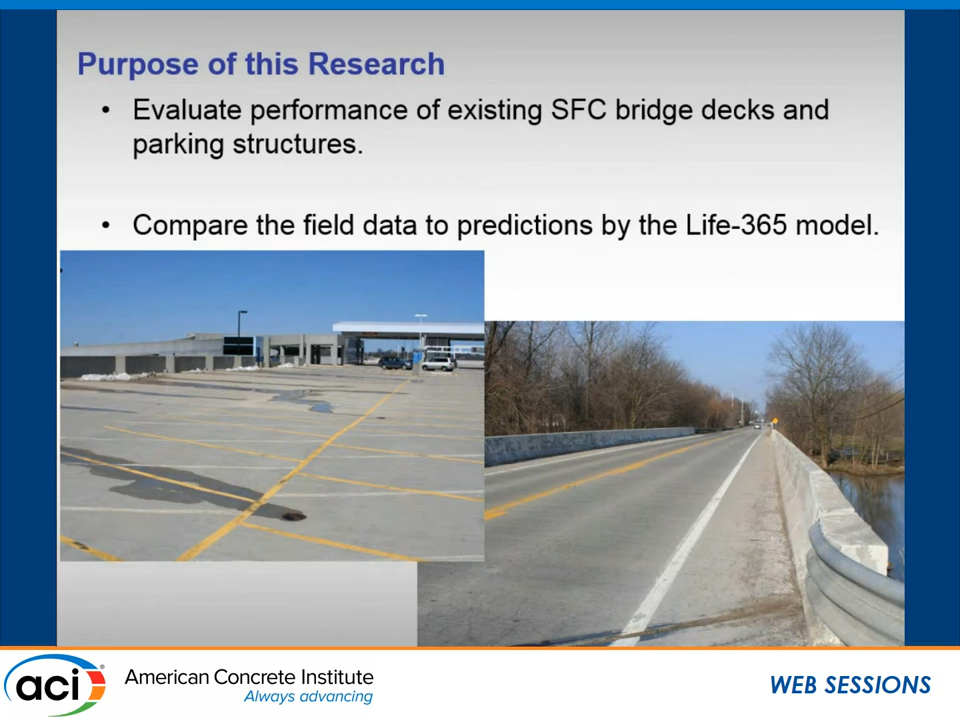 Purpose of this Research
• Evaluate performance of existing SFC bridge decks and
parking structures.
• Compare the field data to predictions by the Life-365 model.
aci®
American Concrete Institute
Always advancing
WEB SESSIONS